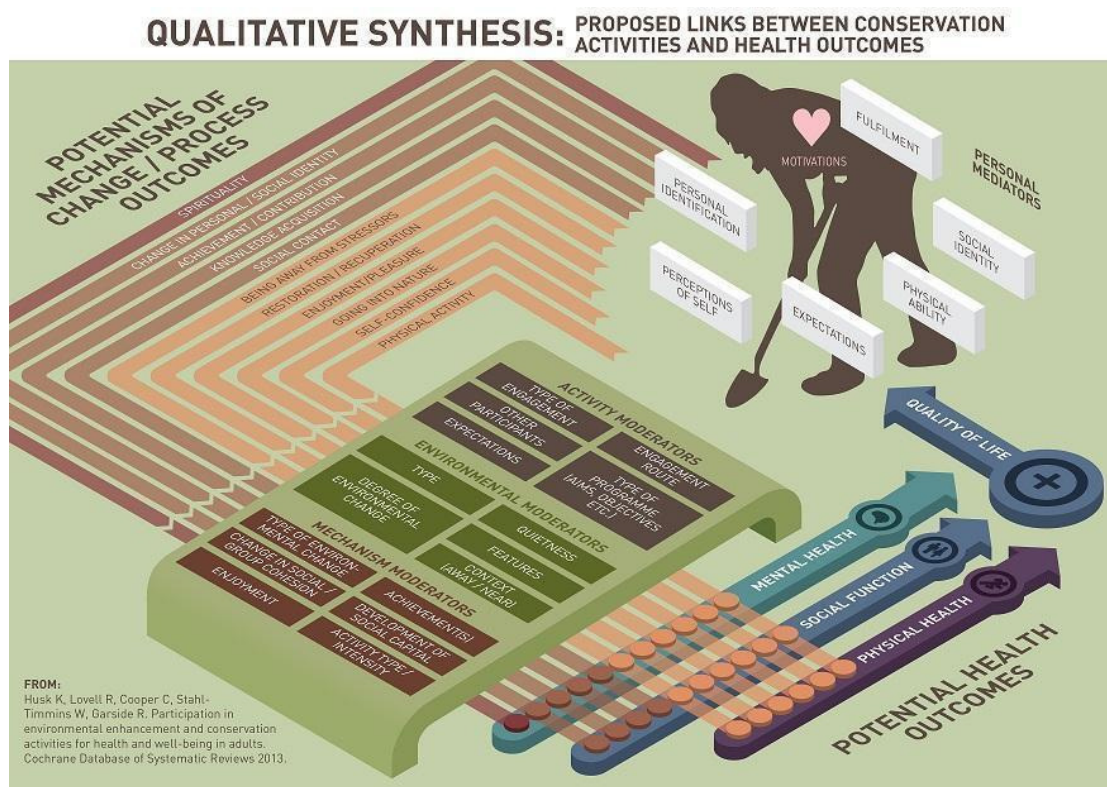 QUALITATIVE SYNTHESIS:
PROPOSED LINKS BETWEEN CONSERVATION
ACTIVITIES AND HEALTH OUTCOMES
POTENTIAL
MECHANISMS OF
CHANGE / PROCESS
OUTCOMES
SPIRITUALITY
CHANGE IN PERSONAL / SOCIAL IDENTITY
ACHIEVEMENT / CONTRIBUTION
KNOWLEDGE ACQUISITION
SOCIAL CONTACT
BEING AWAY FROM STRESSORS
RESTORATION / RECUPERATION
ENJOYMENT/PLEASURE
GOING INTO NATURE
SELF-CONFIDENCE
PHYSICAL ACTIVITY
MOTIVATIONS
FULFILMENT
PERSONAL
MEDIATORS
PERSONAL
IDENTIFICATION
SOCIAL
IDENTITY
PERCEPTIONS
OF SELF
PHYSICAL
ABILITY
EXPECTATIONS
ACTIVITY MODERATORS
TYPE OF
ENGAGEMENT
OTHER
PARTICIPANTS
EXPECTATIONS
ENGAGEMENT
ROUTE
TYPE OF
PROGRAMME
(AIMS, OBJECTIVES
ETC.)
ENVIRONMENTAL MODERATORS
TYPE
DEGREE OF
ENVIRONMENTAL
CHANGE
QUIETNESS
FEATURES
CONTEXT
(AWAY / NEAR)
MECHANISM MODERATORS
TYPE OF ENVIRON-
MENTAL CHANGE
CHANGE IN SOCIAL /
GROUP COHESION
ENJOYMENT
ACHIEVEMENT(S)
DEVELOPMENT OF
SOCIAL CAPITAL
ACTIVITY TYPE /
INTENSITY
QUALITY OF LIFE
MENTAL HEALTH
SOCIAL FUNCTION
PHYSICAL HEALTH
POTENTIAL HEALTH
OUTCOMES
FROM:
Husk K, Lovell R, Cooper C, Stahl-
Timmins W, Garside R. Participation in
environmental enhancement and conservation
activities for health and well-being in adults.
Cochrane Database of Systematic Reviews 2013.